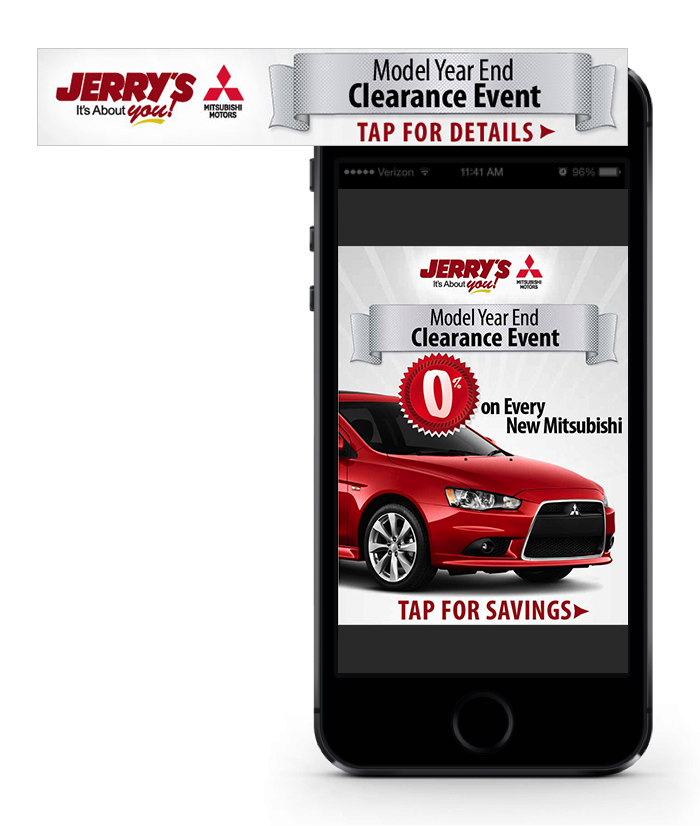 JERRY'S
It's About you!
MITSUBISHI
MOTORS
Model Year End
Clearance Event
TAP FOR DETAILS
Verizon 11:41 AM 96%
JERRY'S
It's About you!
MITSUBISHI
MOTORS
Model Year End
Clearance Event
0%
on Every
New Mitsubishi
TAP FOR SAVINGS